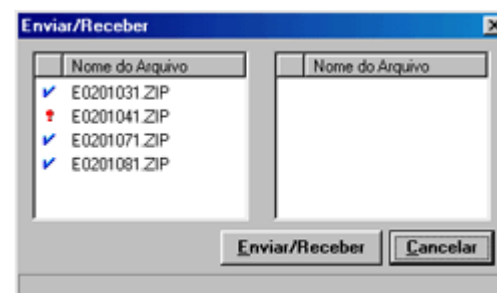 Enviar/Receber
Nome do Arquivo
E0201031.ZIP
E0201041.ZIP
E0201071.ZIP
E0201081.ZIP
Nome do Arquivo
Enviar/Receber
Cancelar